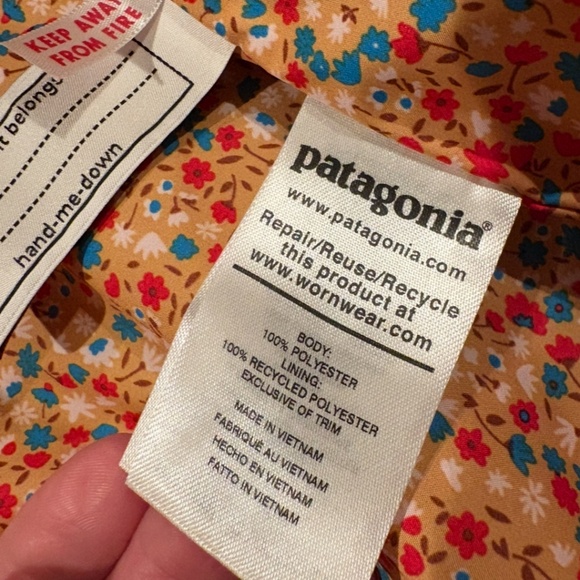 KEEP AWAY
FROM FIRE
belongs
hand-me-down
patagonia®
www.patagonia.com
Repair/Reuse/Recycle
this product at
www.wornwear.com
BODY:
100% POLYESTER
LINING:
100% RECYCLED POLYESTER
EXCLUSIVE OF TRIM
MADE IN VIETNAM
FABRIQUÉ AU VIETNAM
HECHO EN VIETNAM
FATTO IN VIETNAM